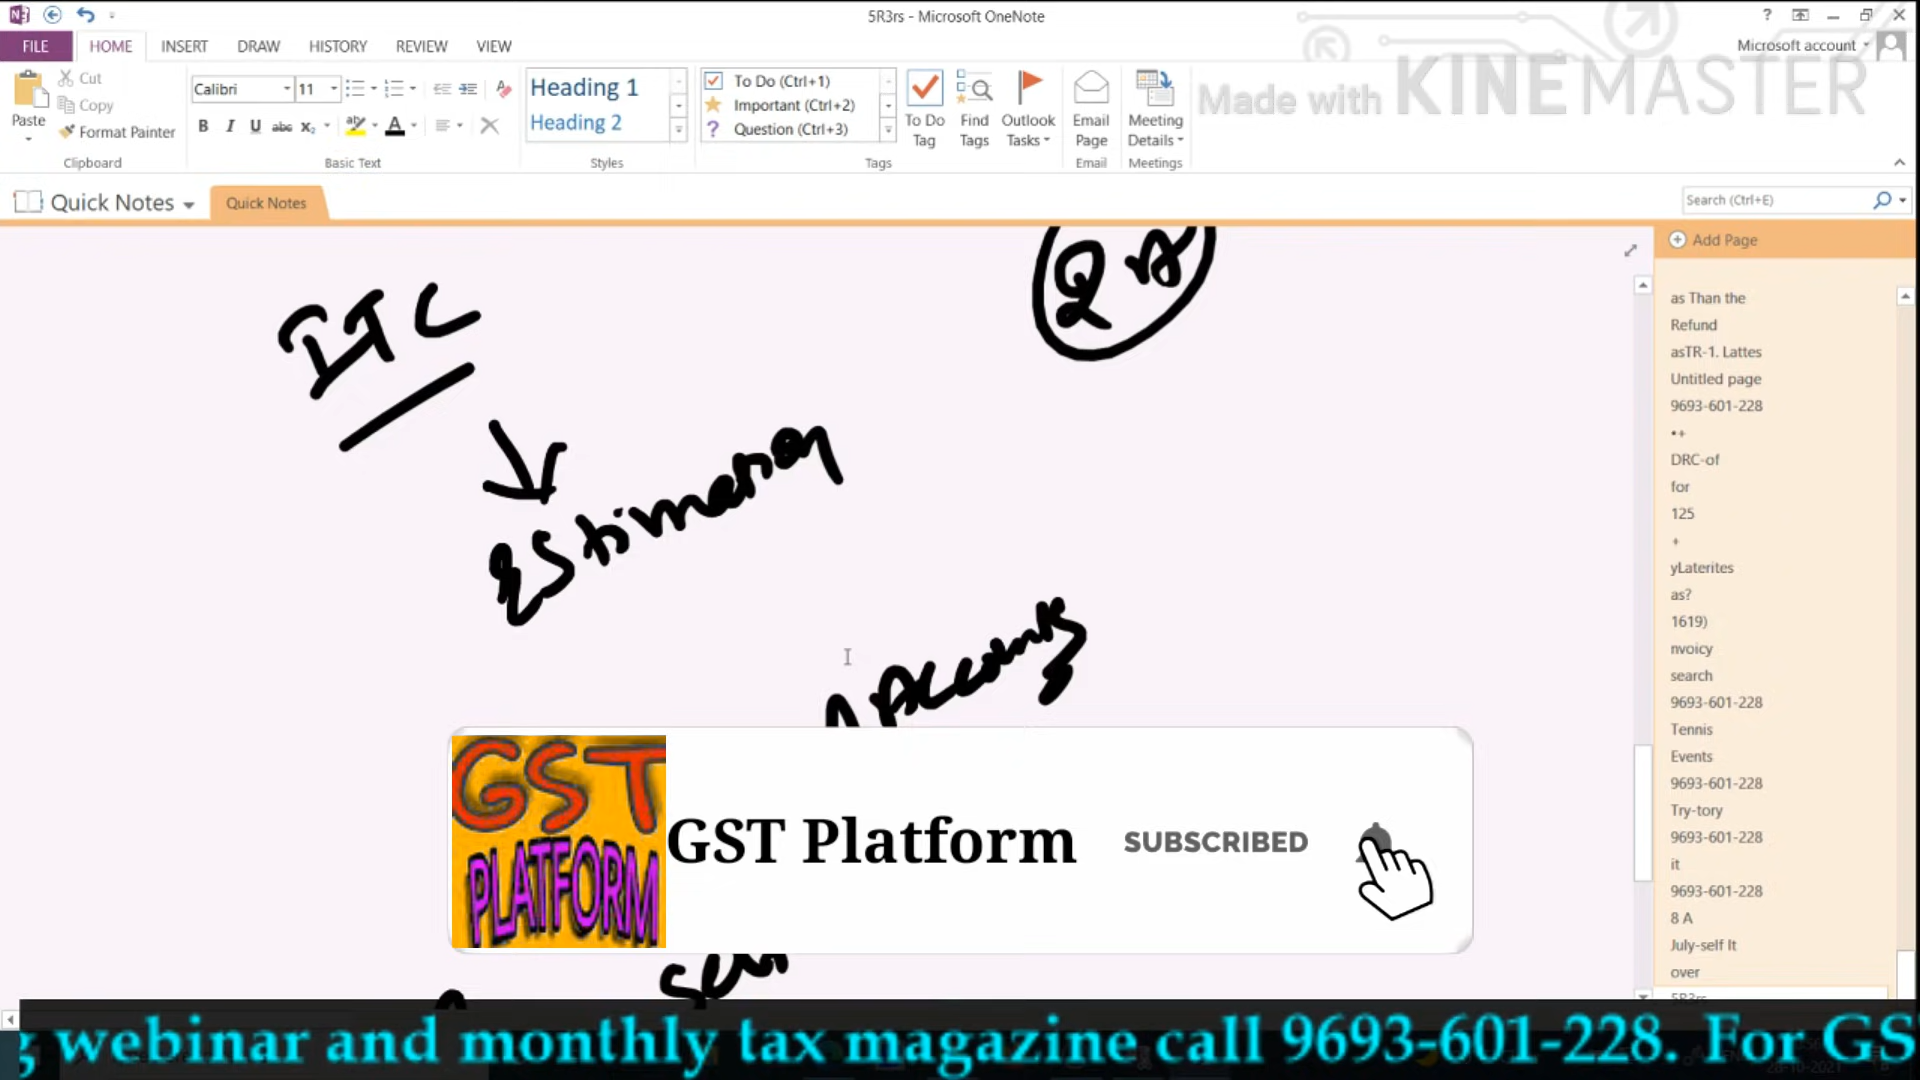 5R3rs - Microsoft OneNote
?
FILE HOME INSERT DRAW HISTORY REVIEW VIEW
Microsoft account
Made with KINEMASTER
Paste
Cut
Copy
Format Painter
Clipboard
Calibri 11
B I U abc x₂ A
Basic Text
Heading 1
Heading 2
Styles
To Do (Ctrl+1)
Important (Ctrl+2)
Question (Ctrl+3)
Tags
To Do Tag
Find Tags
Outlook Tasks
Email Page
Email
Meeting Details
Meetings
Quick Notes
Quick Notes
Search (Ctrl+E)
Add Page
as Than the
Refund
asTR-1. Lattes
Untitled page
9693-601-228
•+
DRC-of
for
125
+
yLaterites
as?
1619)
nvoicy
search
9693-601-228
Tennis
Events
9693-601-228
Try-tory
9693-601-228
it
9693-601-228
8 A
July-self It
over
5R3rs
ITC
Estimation
Accounts
GST PLATFORM
GST Platform
SUBSCRIBED
g webinar and monthly tax magazine call 9693-601-228. For GS